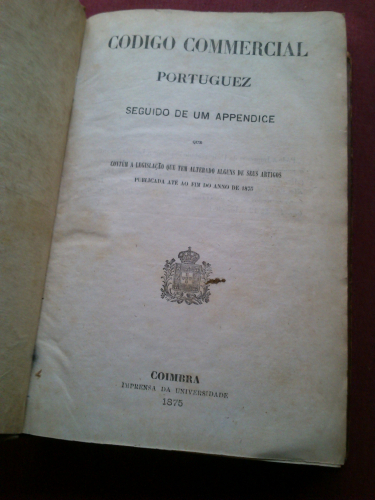 CODIGO COMMERCIAL
PORTUGUEZ
SEGUIDO DE UM APPENDICE
QUE
CONTÉM A LEGISLAÇÃO QUE TEM ALTERADO ALGUNS DE SEUS ARTIGOS
PUBLICADA ATÉ AO FIM DO ANNO DE 1875
COIMBRA
IMPRENSA DA UNIVERSIDADE
1875